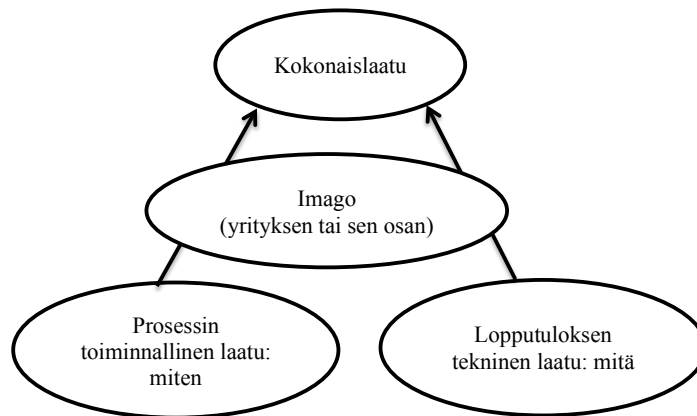 Kokonaislaatu
Imago
(yrityksen tai sen osan)
Prosessin
toiminnallinen laatu:
miten
Lopputuloksen
tekninen laatu: mitä